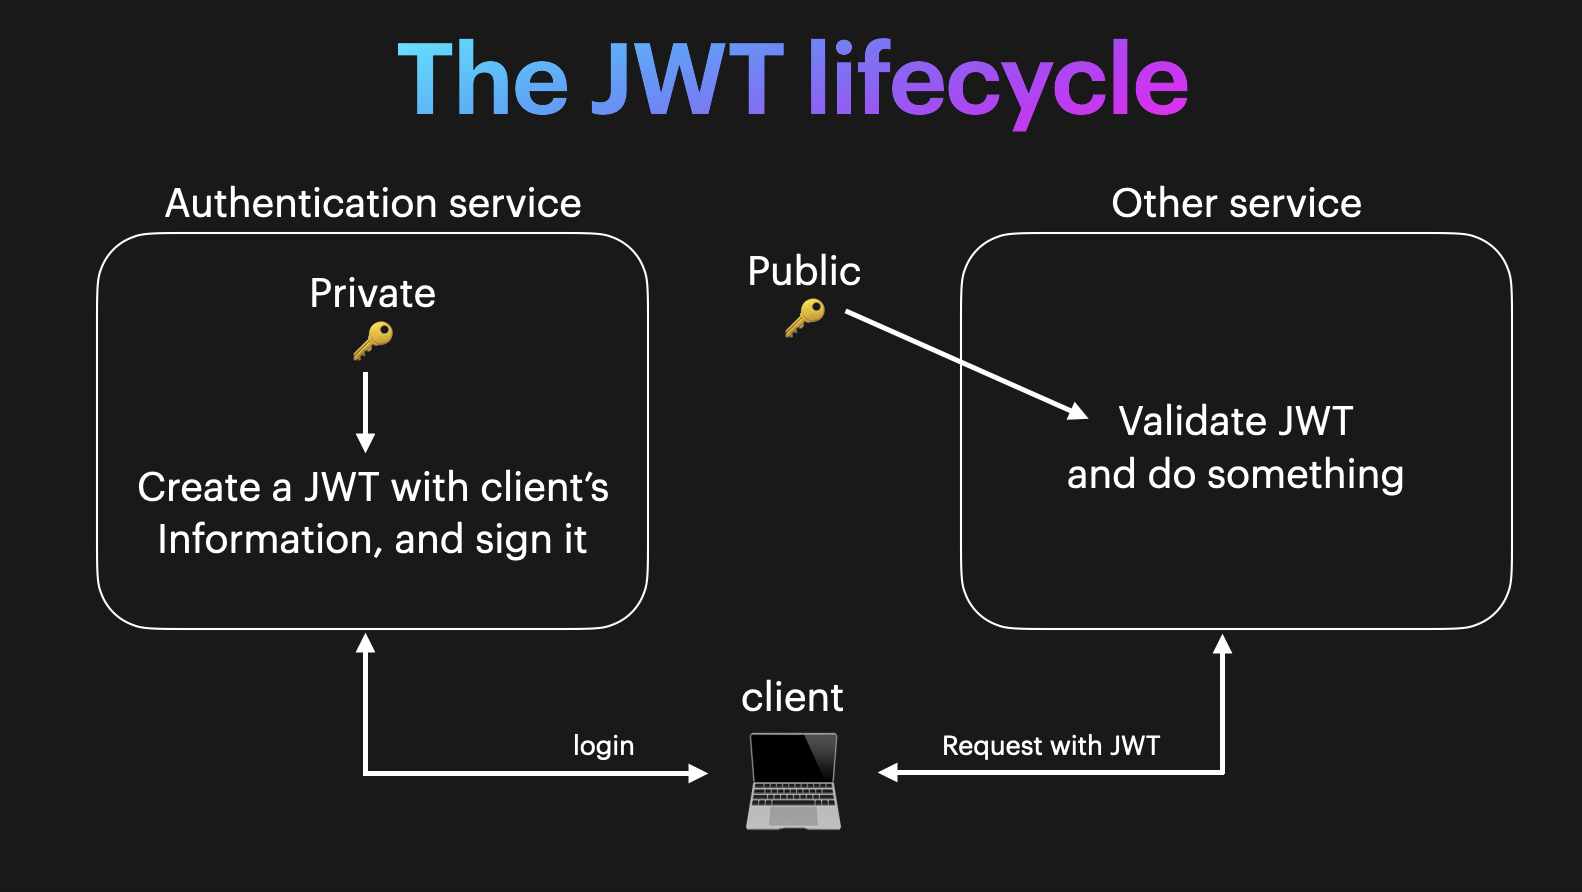 The JWT lifecycle
Authentication service
Private
Create a JWT with client’s
Information, and sign it
Public
Other service
Validate JWT
and do something
client
login
Request with JWT